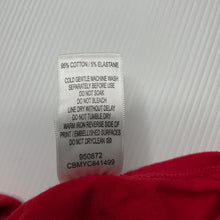 95% COTTON / 5% ELASTANE
COLD GENTLE MACHINE WASH
SEPARATELY BEFORE USE
DO NOT SOAK
DO NOT BLEACH
LINE DRY WITHOUT DELAY
DO NOT TUMBLE DRY
WARM IRON REVERSE SIDE OF
PRINT / EMBELLISHED SURFACES
DO NOT DRYCLEAN
950872
CBMYC841499